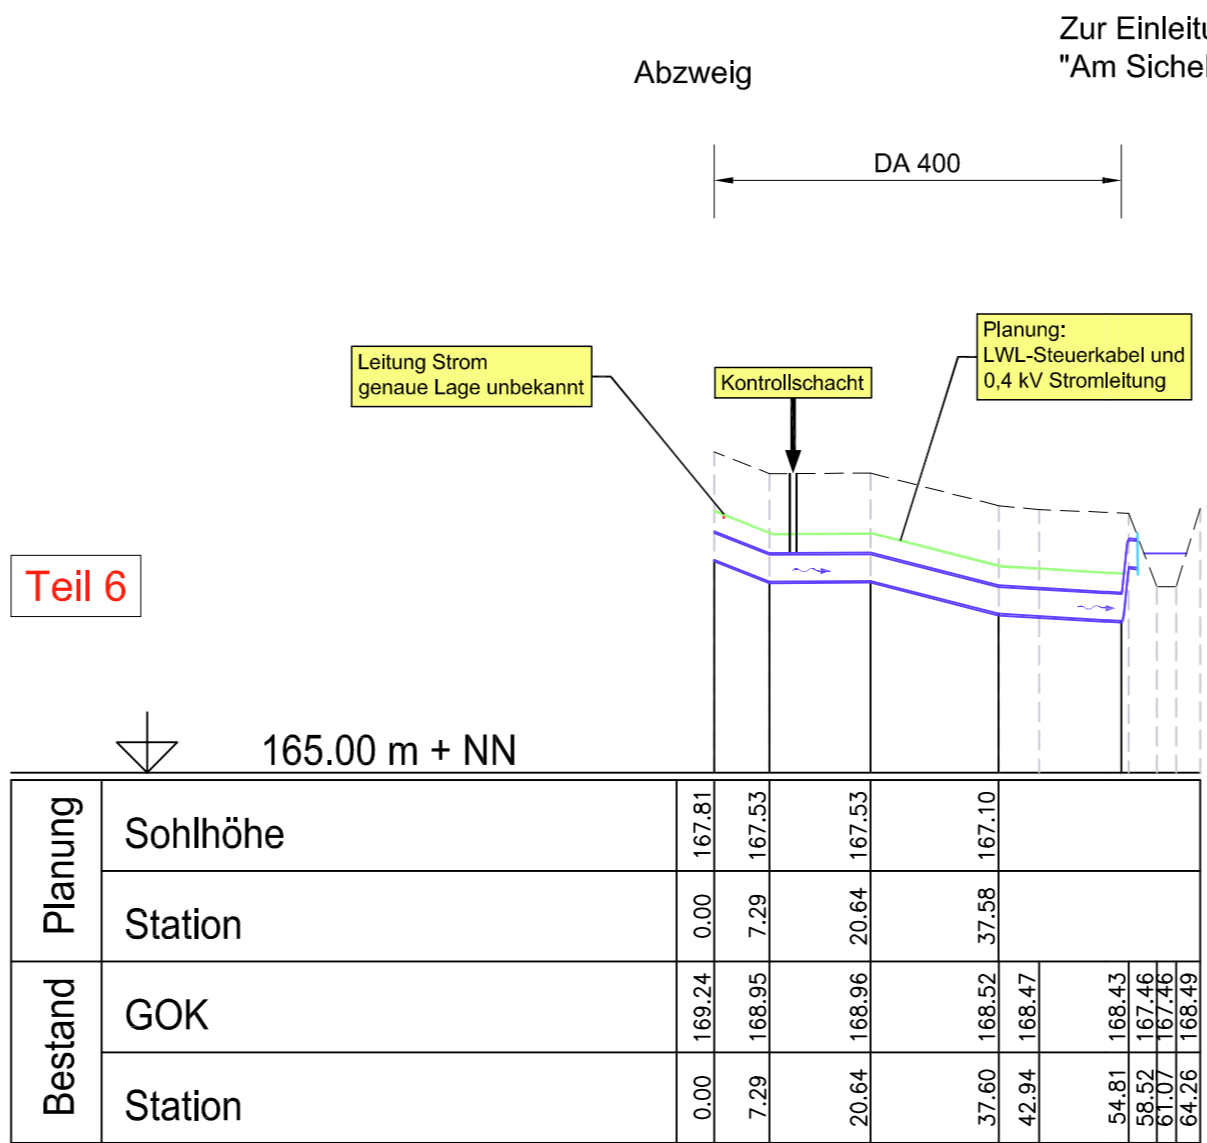 Zur Einleitu
"Am Sichel
Abzweig
DA 400
Planung:
LWL-Steuerkabel und
0,4 kV Stromleitung
Leitung Strom
genaue Lage unbekannt
Kontrollschacht
Teil 6
165.00 m + NN
Planung
Sohlhöhe 167.81 167.53 167.53 167.10
Station 0.00 7.29 20.64 37.58
Bestand
GOK 169.24 168.95 168.96 168.52 168.47 168.43 167.46 167.46 168.49
Station 0.00 7.29 20.64 37.60 42.94 54.81 58.52 61.07 64.26